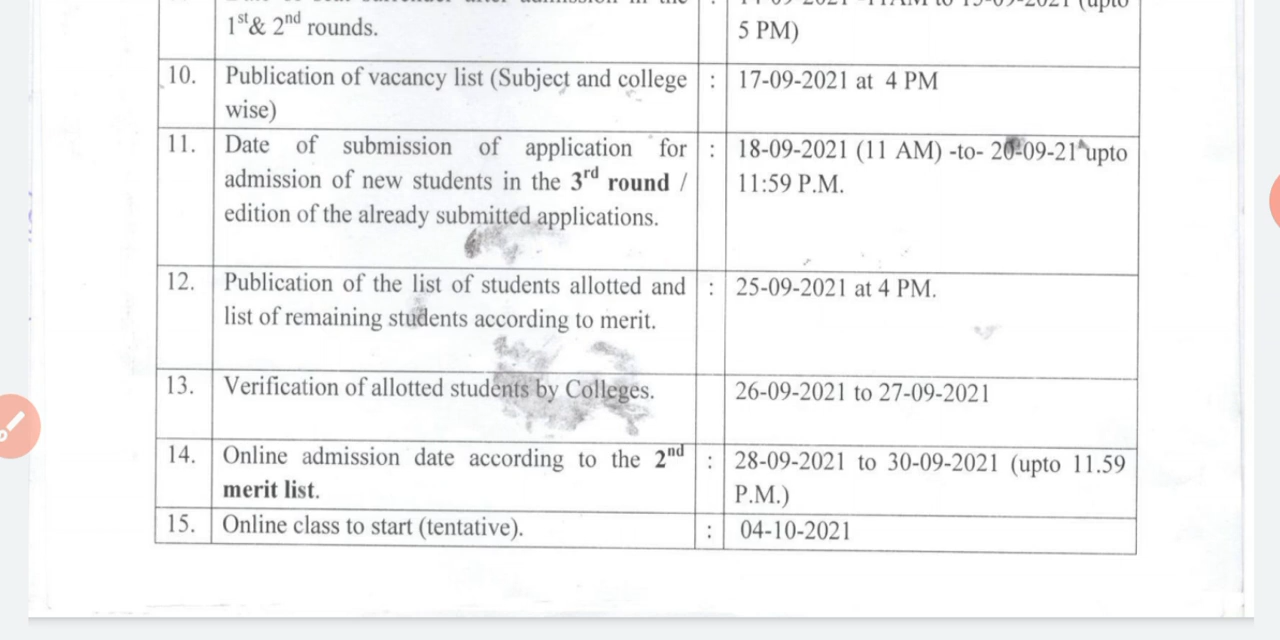 1st & 2nd rounds.
5 PM)
10. Publication of vacancy list (Subject and college : 17-09-2021 at 4 PM
wise)
11. Date of submission of application for : 18-09-2021 (11 AM) -to- 20-09-21 upto
admission of new students in the 3rd round / 11:59 P.M.
edition of the already submitted applications.
12. Publication of the list of students allotted and : 25-09-2021 at 4 PM.
list of remaining students according to merit.
13. Verification of allotted students by Colleges. 26-09-2021 to 27-09-2021
14. Online admission date according to the 2nd : 28-09-2021 to 30-09-2021 (upto 11.59
merit list. P.M.)
15. Online class to start (tentative). : 04-10-2021